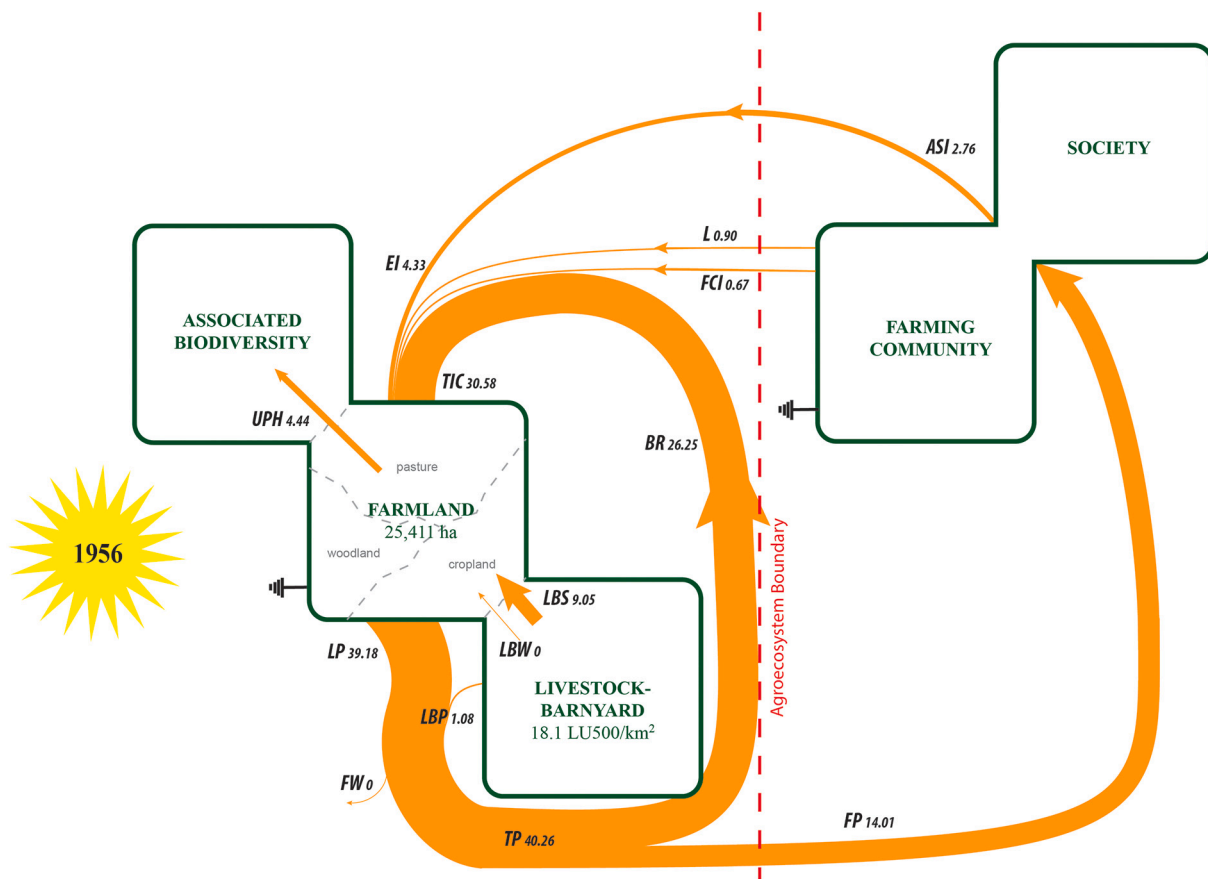 ASI 2.76
SOCIETY
L 0.90
EI 4.33
FCI 0.67
ASSOCIATED
BIODIVERSITY
FARMING
COMMUNITY
TIC 30.58
UPH 4.44
BR 26.25
pasture
FARMLAND
25,411 ha
1956
woodland
cropland
LBS 9.05
LP 39.18
LBW 0
Agroecosystem Boundary
LIVESTOCK-
BARNYARD
18.1 LU500/km²
LBP 1.08
FW 0
TP 40.26
FP 14.01